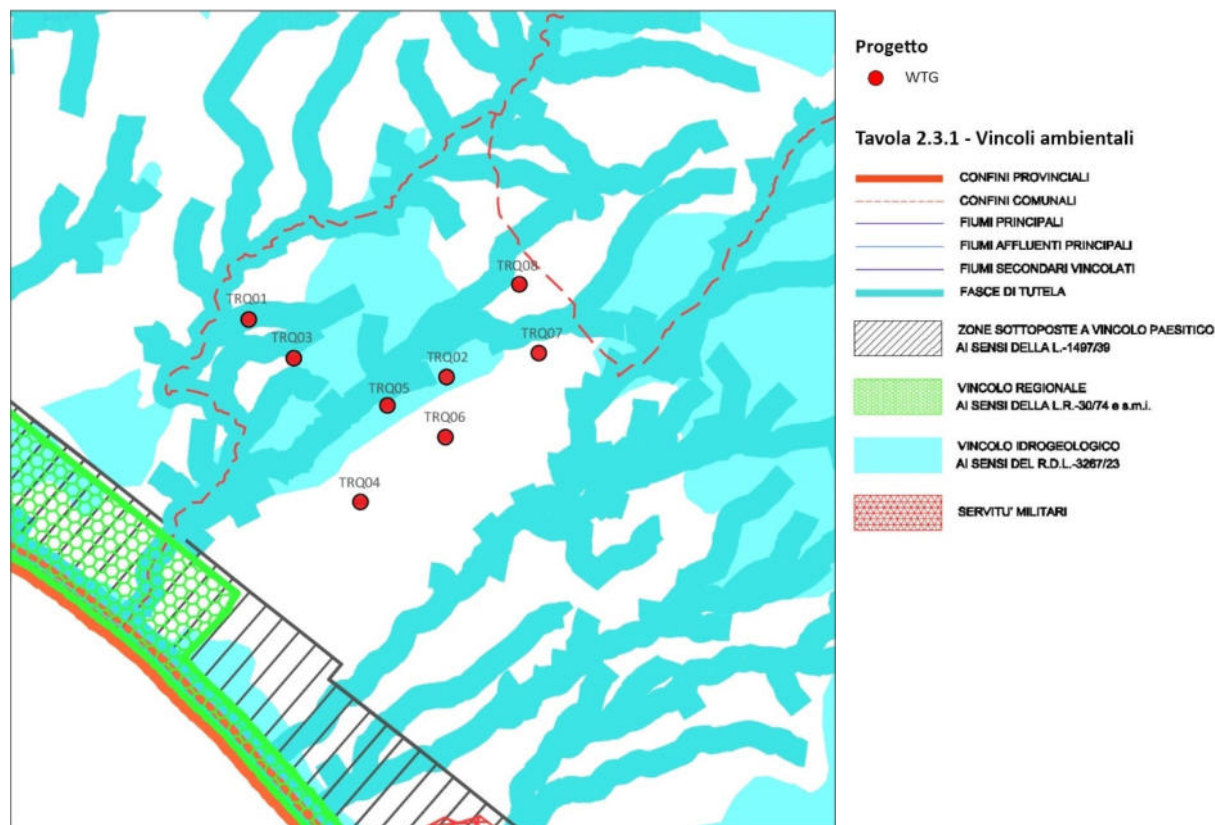 TRQ08
TRQ01
TRQ07
TRQ03
TRQ02
TRQ05
TRQ06
TRQ04
Progetto
WTG
Tavola 2.3.1 - Vincoli ambientali
CONFINI PROVINCIALI
CONFINI COMUNALI
FIUMI PRINCIPALI
FIUMI AFFLUENTI PRINCIPALI
FIUMI SECONDARI VINCOLATI
FASCE DI TUTELA
ZONE SOTTOPOSTE A VINCOLO PAESITICO
AI SENSI DELLA L.-1497/39
VINCOLO REGIONALE
AI SENSI DELLA L.R.-30/74 e s.m.i.
VINCOLO IDROGEOLOGICO
AI SENSI DEL R.D.L.-3267/23
SERVITU' MILITARI